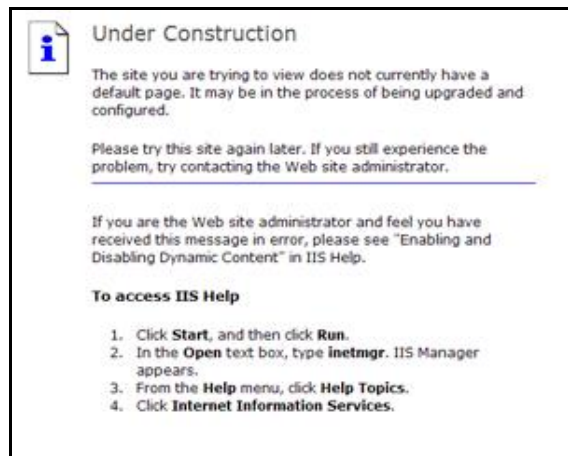 Under Construction
The site you are trying to view does not currently have a
default page. It may be in the process of being upgraded and
configured.
Please try this site again later. If you still experience the
problem, try contacting the Web site administrator.
If you are the Web site administrator and feel you have
received this message in error, please see "Enabling and
Disabling Dynamic Content" in IIS Help.
To access IIS Help
1. Click Start, and then click Run.
2. In the Open text box, type inetmgr. IIS Manager
appears.
3. From the Help menu, click Help Topics.
4. Click Internet Information Services.